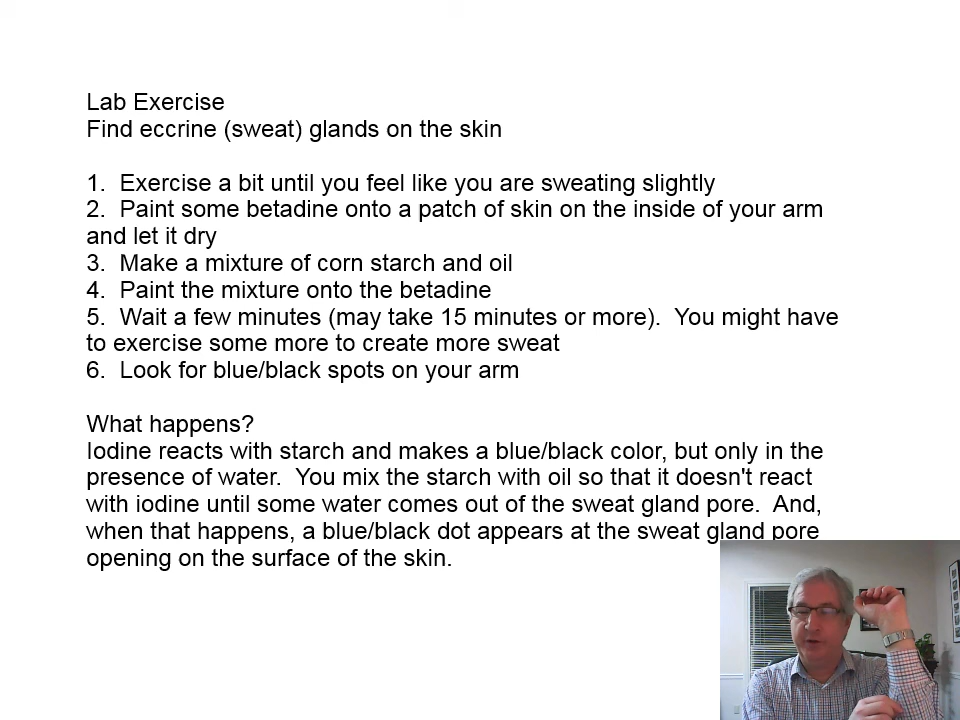 Lab Exercise
Find eccrine (sweat) glands on the skin
1.  Exercise a bit until you feel like you are sweating slightly
2.  Paint some betadine onto a patch of skin on the inside of your arm
and let it dry
3.  Make a mixture of corn starch and oil
4.  Paint the mixture onto the betadine
5.  Wait a few minutes (may take 15 minutes or more).  You might have
to exercise some more to create more sweat
6.  Look for blue/black spots on your arm
What happens?
Iodine reacts with starch and makes a blue/black color, but only in the
presence of water.  You mix the starch with oil so that it doesn't react
with iodine until some water comes out of the sweat gland pore.  And,
when that happens, a blue/black dot appears at the sweat gland pore
opening on the surface of the skin.